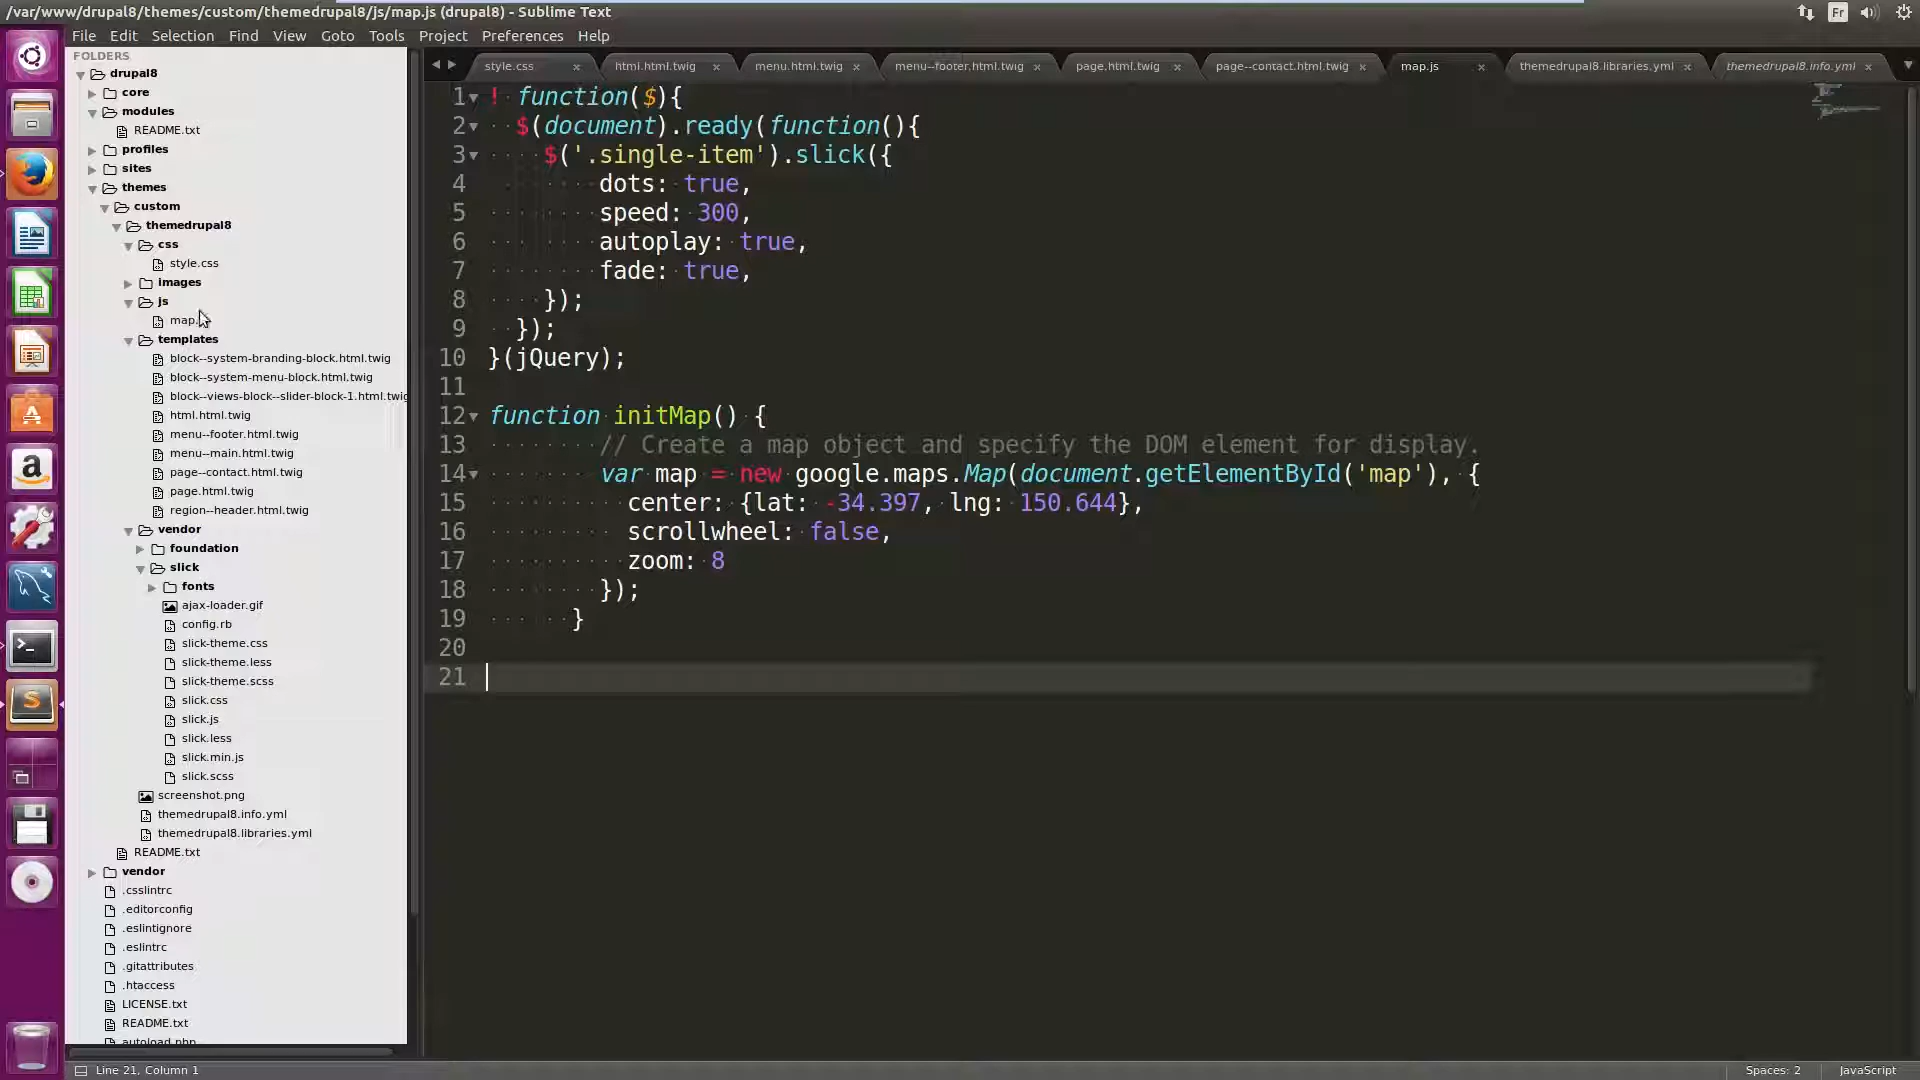 /var/www/drupal8/themes/custom/themedrupal8/js/map.js (drupal8) - Sublime Text
Fr
File Edit Selection Find View Goto Tools Project Preferences Help
FOLDERS
drupal8
core
modules
README.txt
profiles
sites
themes
custom
themedrupal8
css
style.css
images
js
map.
templates
block--system-branding-block.html.twig
block--system-menu-block.html.twig
block--views-block--slider-block-1.html.twig
html.html.twig
menu--footer.html.twig
menu--main.html.twig
page--contact.html.twig
page.html.twig
region--header.html.twig
vendor
foundation
slick
fonts
ajax-loader.gif
config.rb
slick-theme.css
slick-theme.less
slick-theme.scss
slick.css
slick.js
slick.less
slick.min.js
slick.scss
screenshot.png
themedrupal8.info.yml
themedrupal8.libraries.yml
README.txt
vendor
.csslintrc
.editorconfig
.eslintignore
.eslintrc
.gitattributes
.htaccess
LICENSE.txt
README.txt
autoload.php
style.css html.html.twig menu.html.twig menu--footer.html.twig page.html.twig page--contact.html.twig map.js themedrupal8.libraries.yml themedrupal8.info.yml
1 ! function($){
2 $(document).ready(function(){
3 $('.single-item').slick({
4 dots: true,
5 speed: 300,
6 autoplay: true,
7 fade: true,
8 });
9 });
10 }(jQuery);
11
12 function initMap() {
13 // Create a map object and specify the DOM element for display.
14 var map = new google.maps.Map(document.getElementById('map'), {
15 center: {lat: -34.397, lng: 150.644},
16 scrollwheel: false,
17 zoom: 8
18 });
19 }
20
21
Line 21, Column 1
Spaces: 2
JavaScript